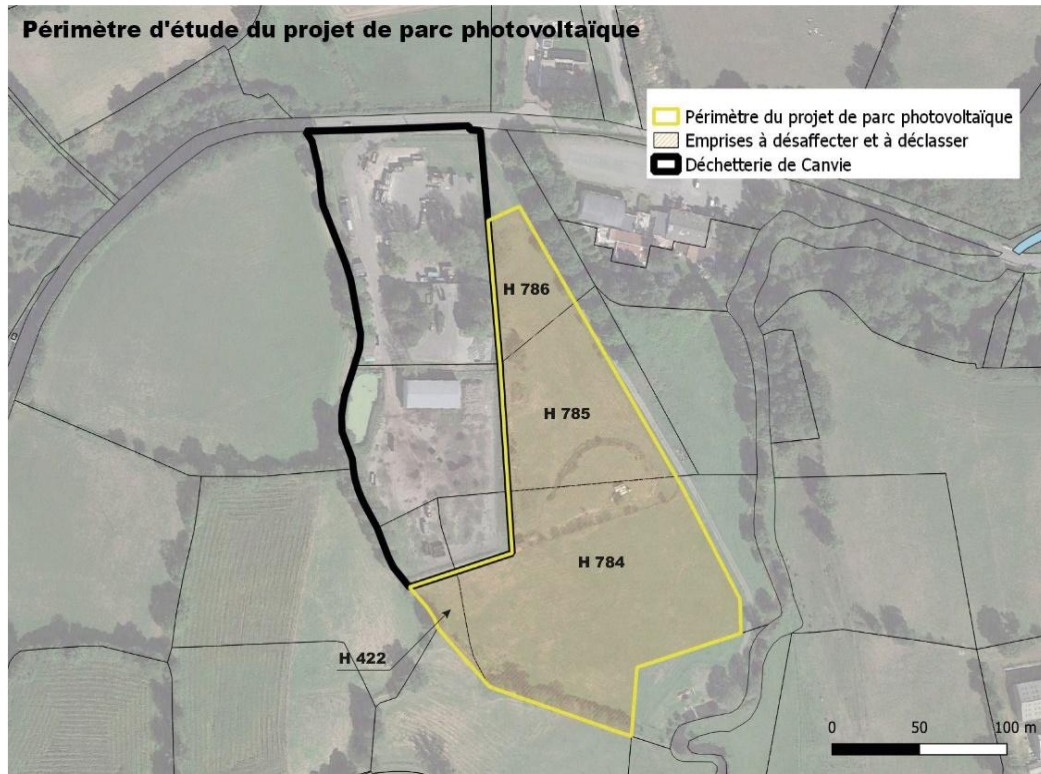 Périmètre d'étude du projet de parc photovoltaïque
Périmètre du projet de parc photovoltaïque
Emprises à désaffecter et à déclasser
Déchetterie de Canvie
H 786
H 785
H 784
H 422
0 50 100 m